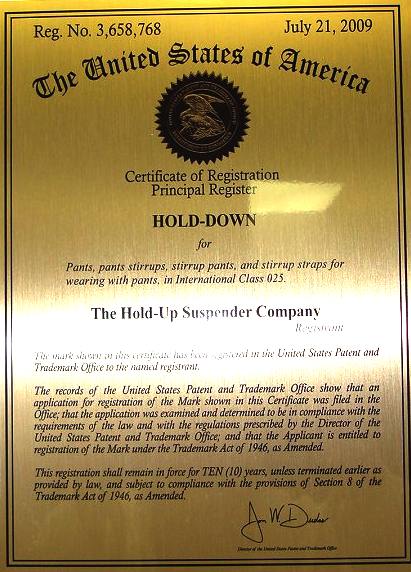 Reg. No. 3,658,768
July 21, 2009
The United States of America
Certificate of Registration
Principal Register
HOLD-DOWN
for
Pants, pants stirrups, stirrup pants, and stirrup straps for
wearing with pants, in International Class 025.
The Hold-Up Suspender Company
Registrant
The mark shown in this certificate has been registered in the United States Patent and
Trademark Office to the named registrant.
The records of the United States Patent and Trademark Office show that an
application for registration of the Mark shown in this Certificate was filed in the
Office; that the application was examined and determined to be in compliance with the
requirements of the law and with the regulations prescribed by the Director of the
United States Patent and Trademark Office; and that the Applicant is entitled to
registration of the Mark under the Trademark Act of 1946, as Amended.
This registration shall remain in force for TEN (10) years, unless terminated earlier as
provided by law, and subject to compliance with the provisions of Section 8 of the
Trademark Act of 1946, as Amended.
Director of the United States Patent and Trademark Office